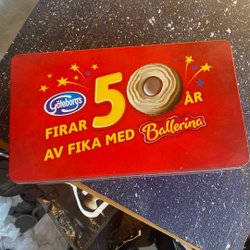 Göteborgs
50 ÅR
FIRAR
AV FIKA MED Ballerina